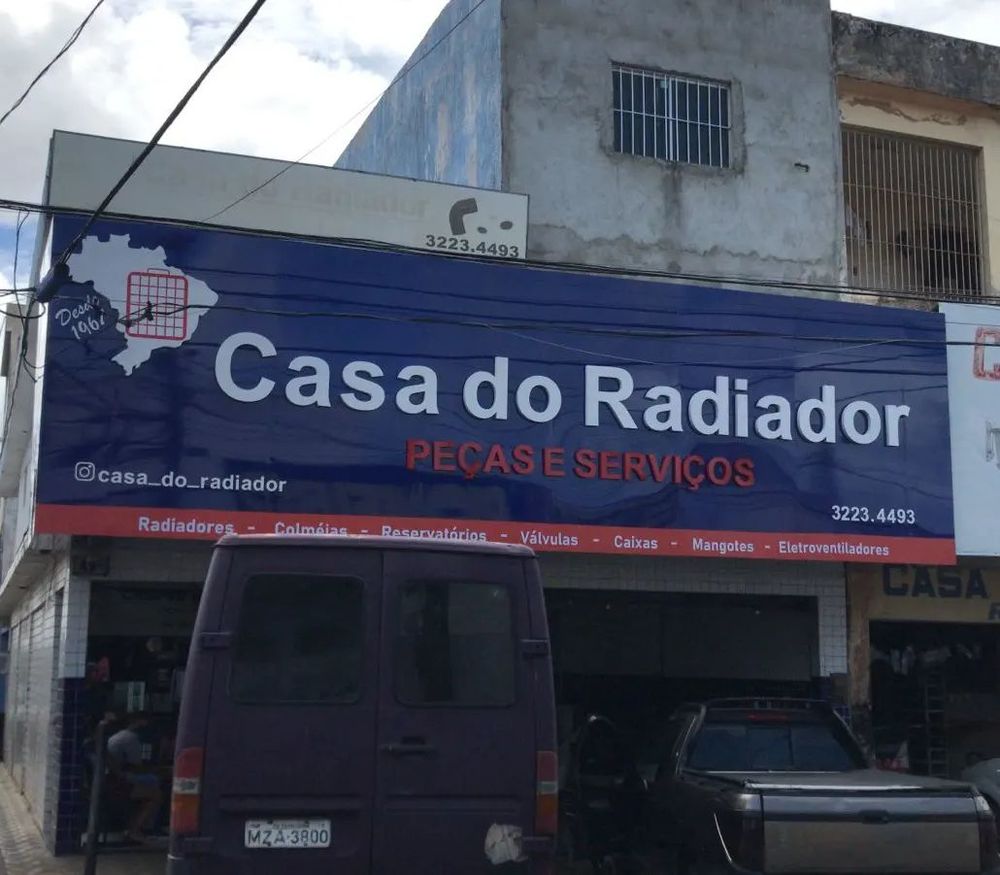 3223.4493
Desde
1967
Casa do Radiador
PEÇAS E SERVIÇOS
casa_do_radiador
3223.4493
Radiadores - Colméias - Reservatórios - Válvulas - Caixas - Mangotes - Eletroventiladores
CASA
MZA-3800